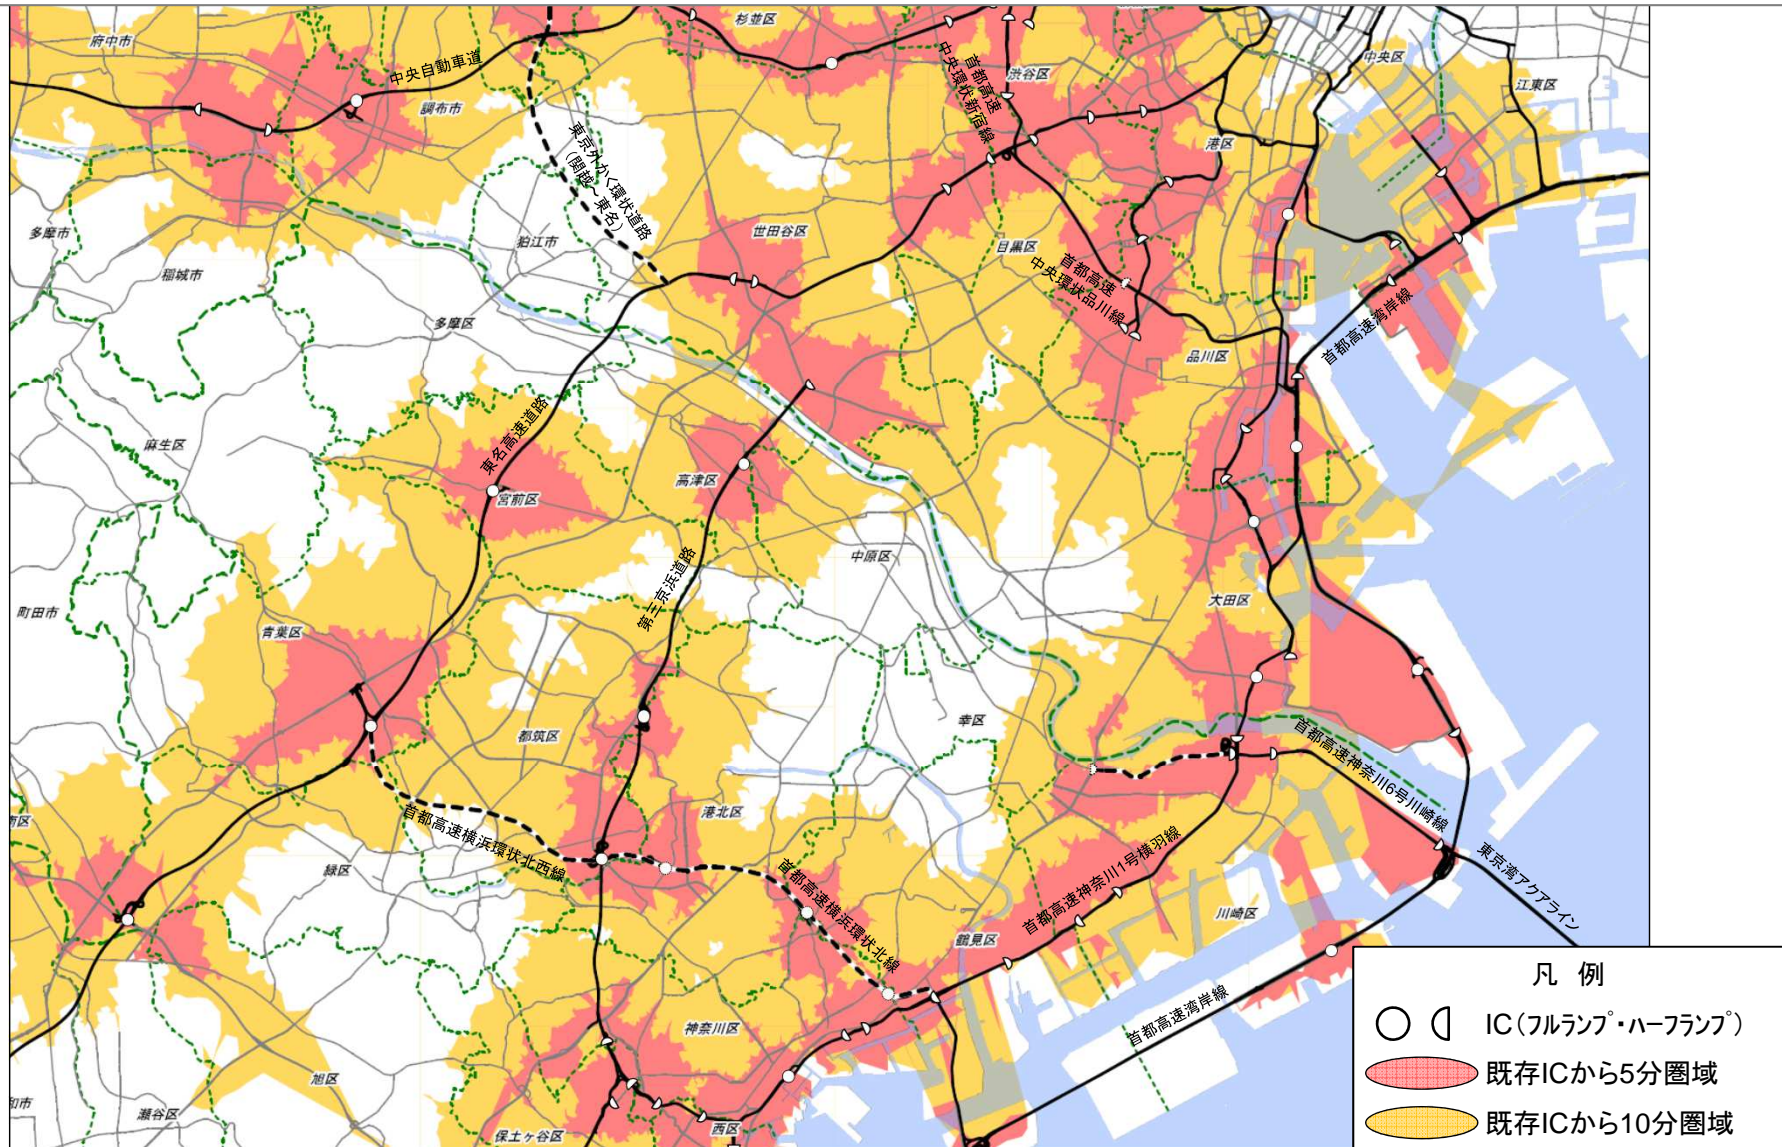 杉並区
府中市
中央自動車道
調布市
首都高速
中央環状新宿線
渋谷区
中央区
江東区
東京外かく環状道路
(関越～東名)
港区
多摩市
稲城市
狛江市
世田谷区
目黒区
首都高速
中央環状品川線
多摩区
品川区
首都高速湾岸線
東名高速道路
麻生区
宮前区
高津区
中原区
第三京浜道路
町田市
青葉区
大田区
都筑区
幸区
首都高速神奈川6号川崎線
首都高速横浜環状北西線
港北区
緑区
首都高速横浜環状北線
首都高速神奈川1号横羽線
東京湾アクアライン
川崎区
鶴見区
首都高速湾岸線
神奈川区
旭区
瀬谷区
保土ヶ谷区
西区
和市
凡 例
IC(フルランプ・ハーフランプ)
既存ICから5分圏域
既存ICから10分圏域